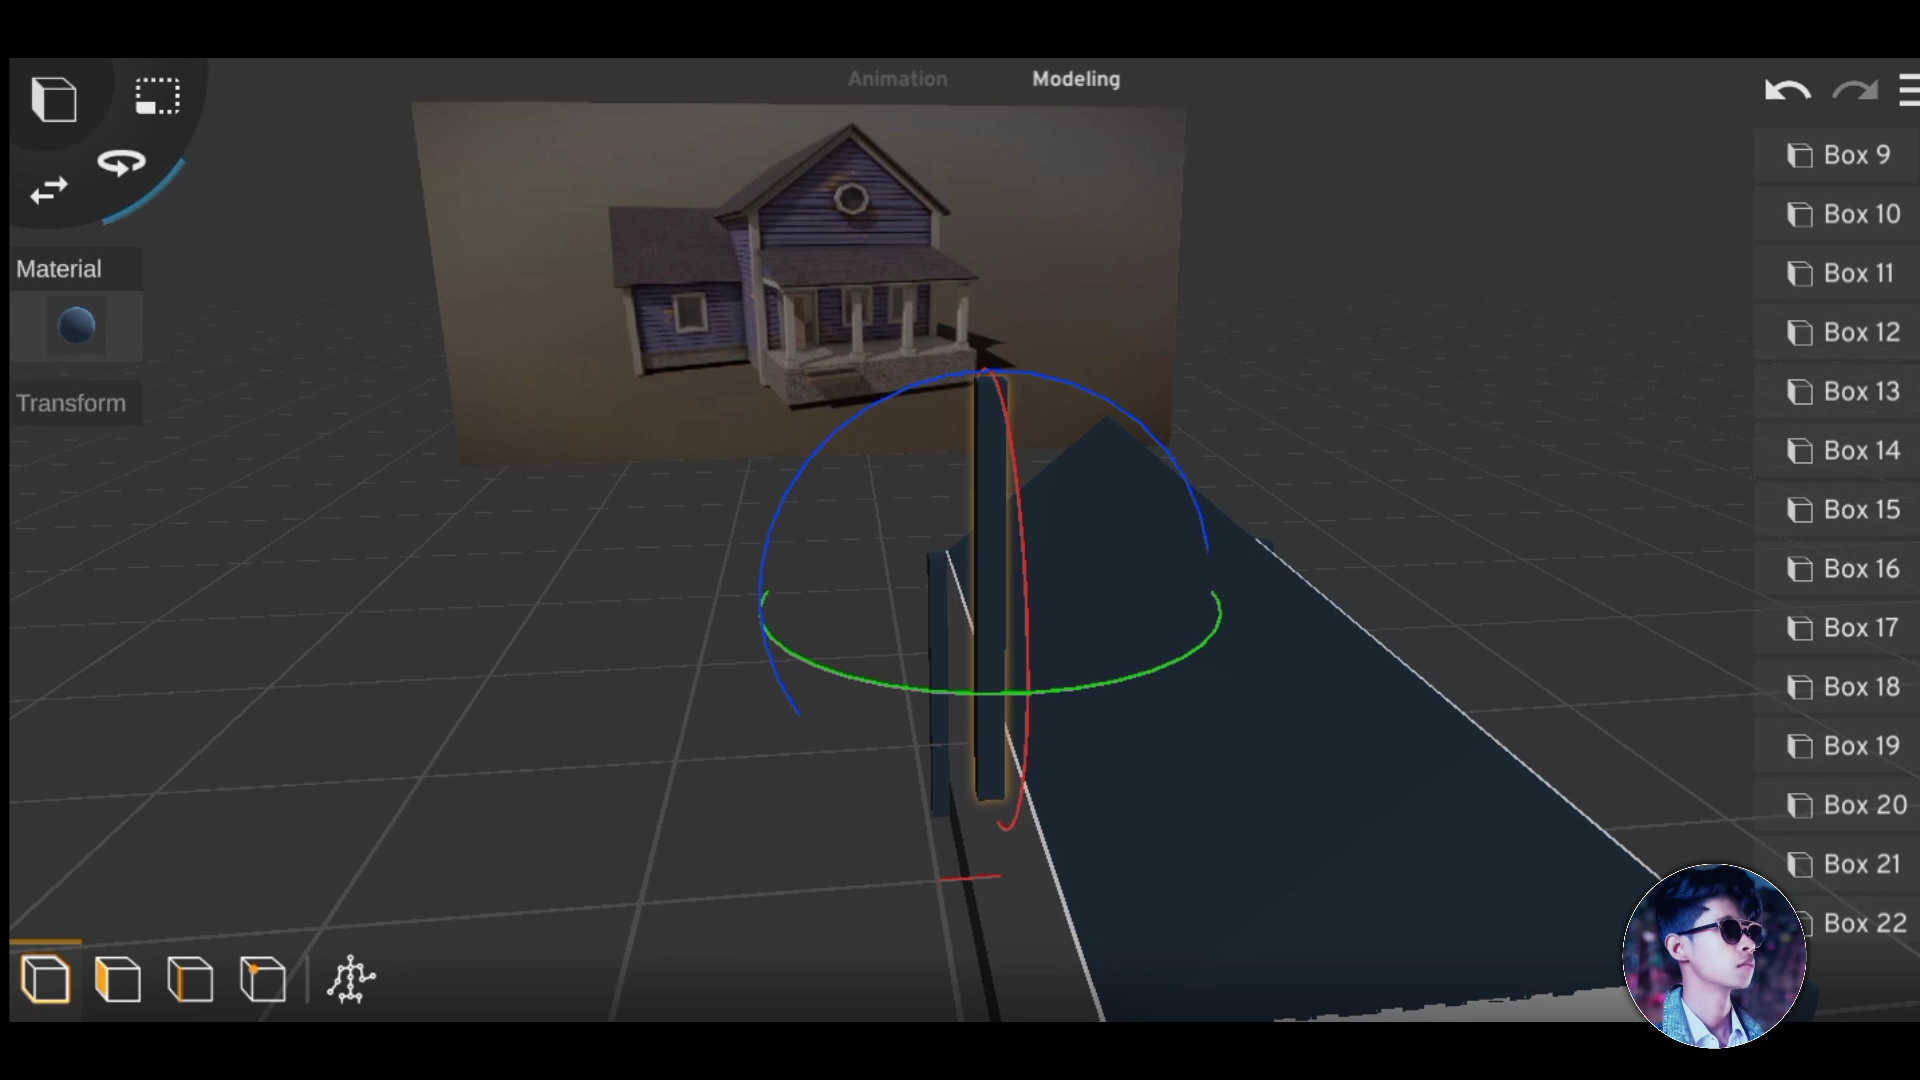 Animation
Modeling
Material
Transform
Box 9
Box 10
Box 11
Box 12
Box 13
Box 14
Box 15
Box 16
Box 17
Box 18
Box 19
Box 20
Box 21
Box 22